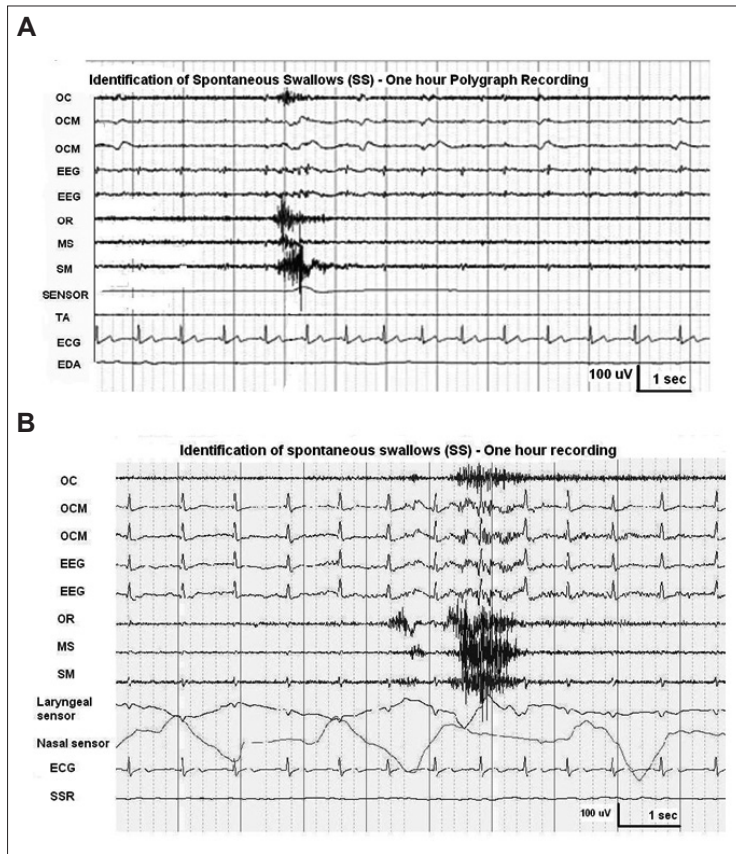 A
Identification of Spontaneous Swallows (SS) - One hour Polygraph Recording
OC
OCM
OCM
EEG
EEG
OR
MS
SM
SENSOR
TA
ECG
EDA
100 uV
1 sec
B
Identification of spontaneous swallows (SS) - One hour recording
OC
OCM
OCM
EEG
EEG
OR
MS
SM
Laryngeal
sensor
Nasal sensor
ECG
SSR
100 uV
1 sec